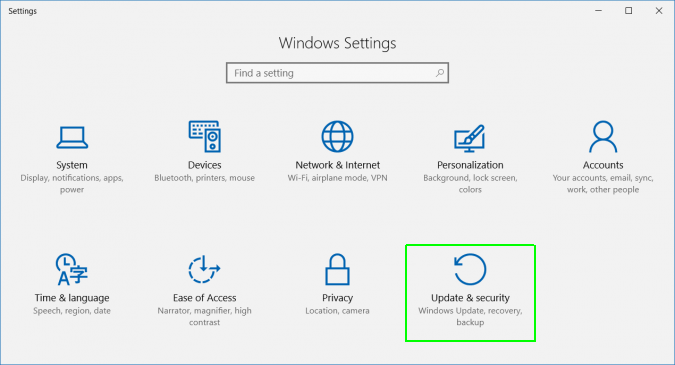 Settings
Windows Settings
Find a setting
System
Display, notifications, apps,
power
Devices
Bluetooth, printers, mouse
Network & Internet
Wi-Fi, airplane mode, VPN
Personalization
Background, lock screen,
colors
Accounts
Your accounts, email, sync,
work, other people
A字
Time & language
Speech, region, date
Ease of Access
Narrator, magnifier, high
contrast
Privacy
Location, camera
Update & security
Windows Update, recovery,
backup